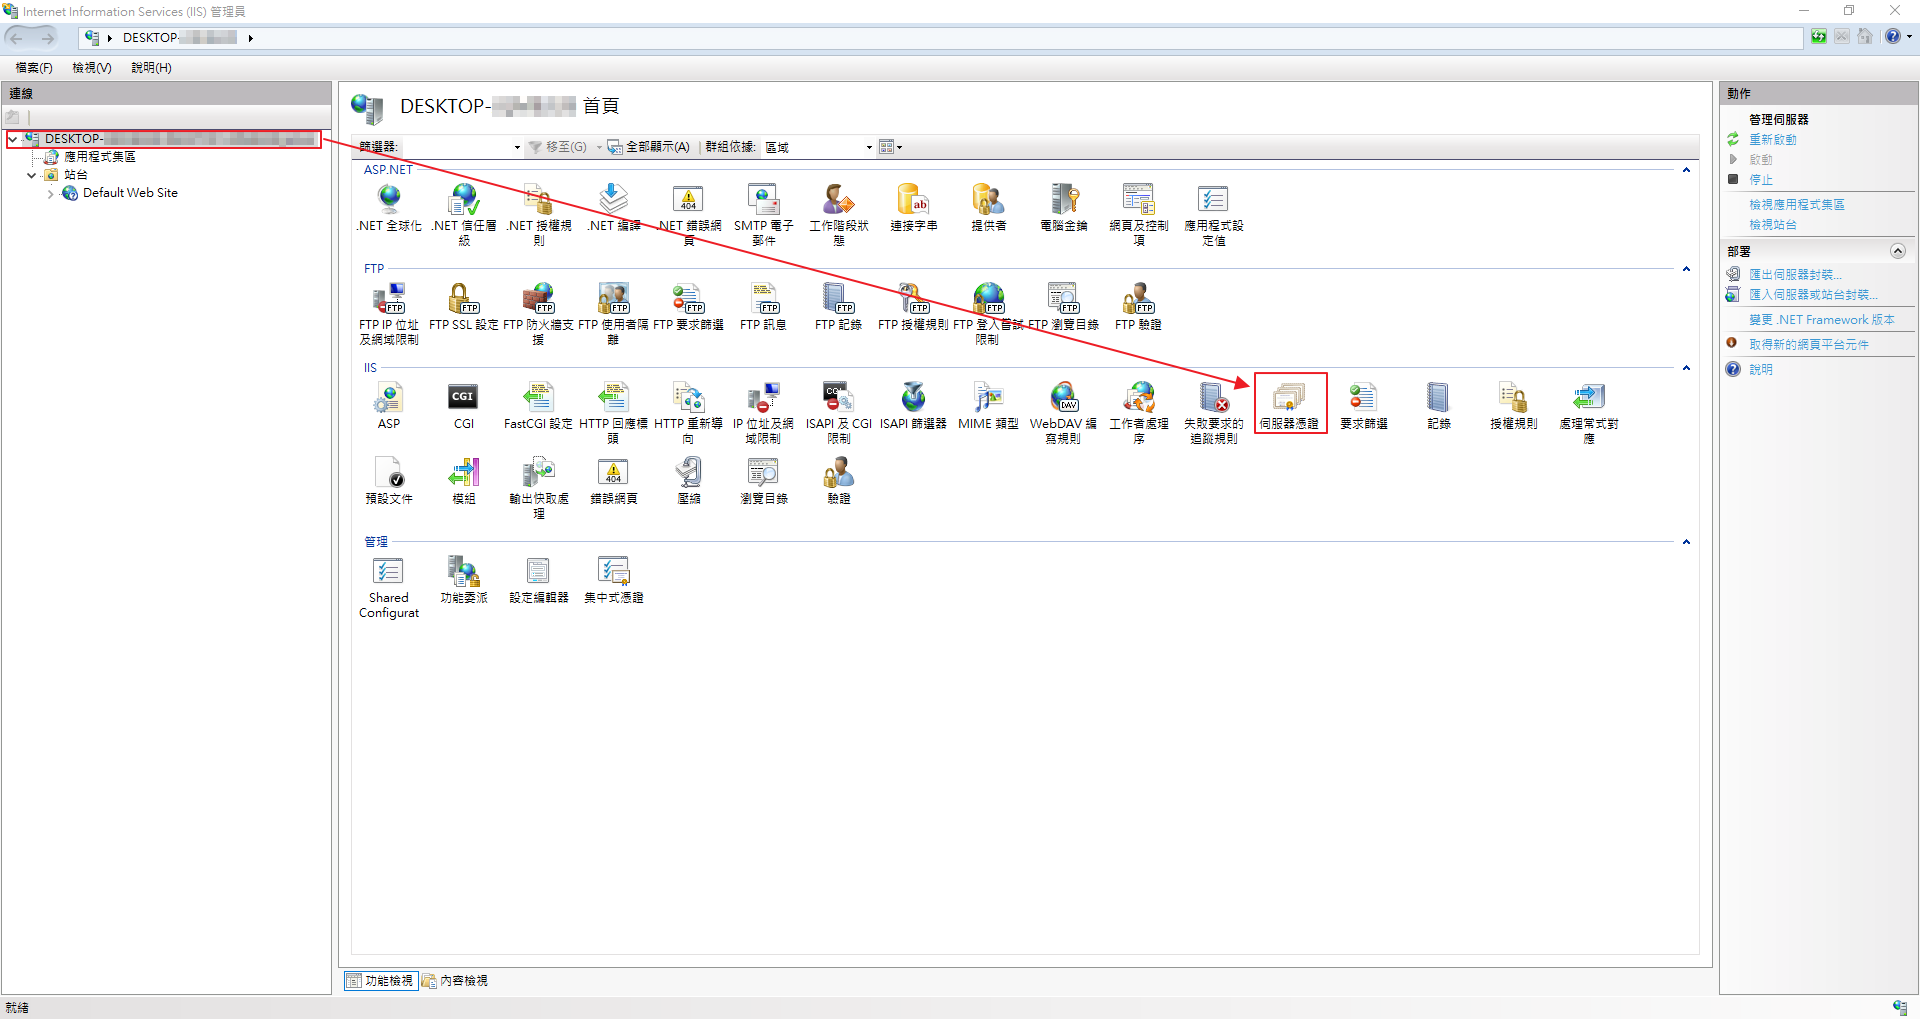 Internet Information Services (IIS) 管理員
DESKTOP-
檔案(F) 檢視(V) 說明(H)
連線
DESKTOP-
應用程式集區
站台
Default Web Site
DESKTOP- 首頁
篩選器: 移至(G) 全部顯示(A) 群組依據: 區域
ASP.NET
.NET 全球化
.NET 信任層級
.NET 授權規則
.NET 編譯
.NET 錯誤網頁
404
SMTP 電子郵件
工作階段狀態
ab
連接字串
提供者
電腦金鑰
網頁及控制項
應用程式設定值
FTP
FTP IP 位址及網域限制
FTP SSL 設定
FTP 防火牆支援
FTP 使用者隔離
FTP 要求篩選
FTP 訊息
FTP 記錄
FTP 授權規則
FTP 登入嘗試限制
FTP 瀏覽目錄
FTP 驗證
IIS
ASP
CGI
CGI
FastCGI 設定
HTTP 回應標頭
HTTP 重新導向
IP 位址及網域限制
ISAPI 及 CGI 限制
ISAPI 篩選器
MIME 類型
DAV
WebDAV 編寫規則
工作者處理序
失敗要求的追蹤規則
伺服器憑證
要求篩選
記錄
授權規則
處理常式對應
預設文件
模組
輸出快取處理
404
錯誤網頁
壓縮
瀏覽目錄
驗證
管理
Shared Configurat
功能委派
設定編輯器
集中式憑證
功能檢視 內容檢視
動作
管理伺服器
重新啟動
啟動
停止
檢視應用程式集區
檢視站台
部署
匯出伺服器封裝...
匯入伺服器或站台封裝...
變更 .NET Framework 版本
取得新的網頁平台元件
說明
就緒